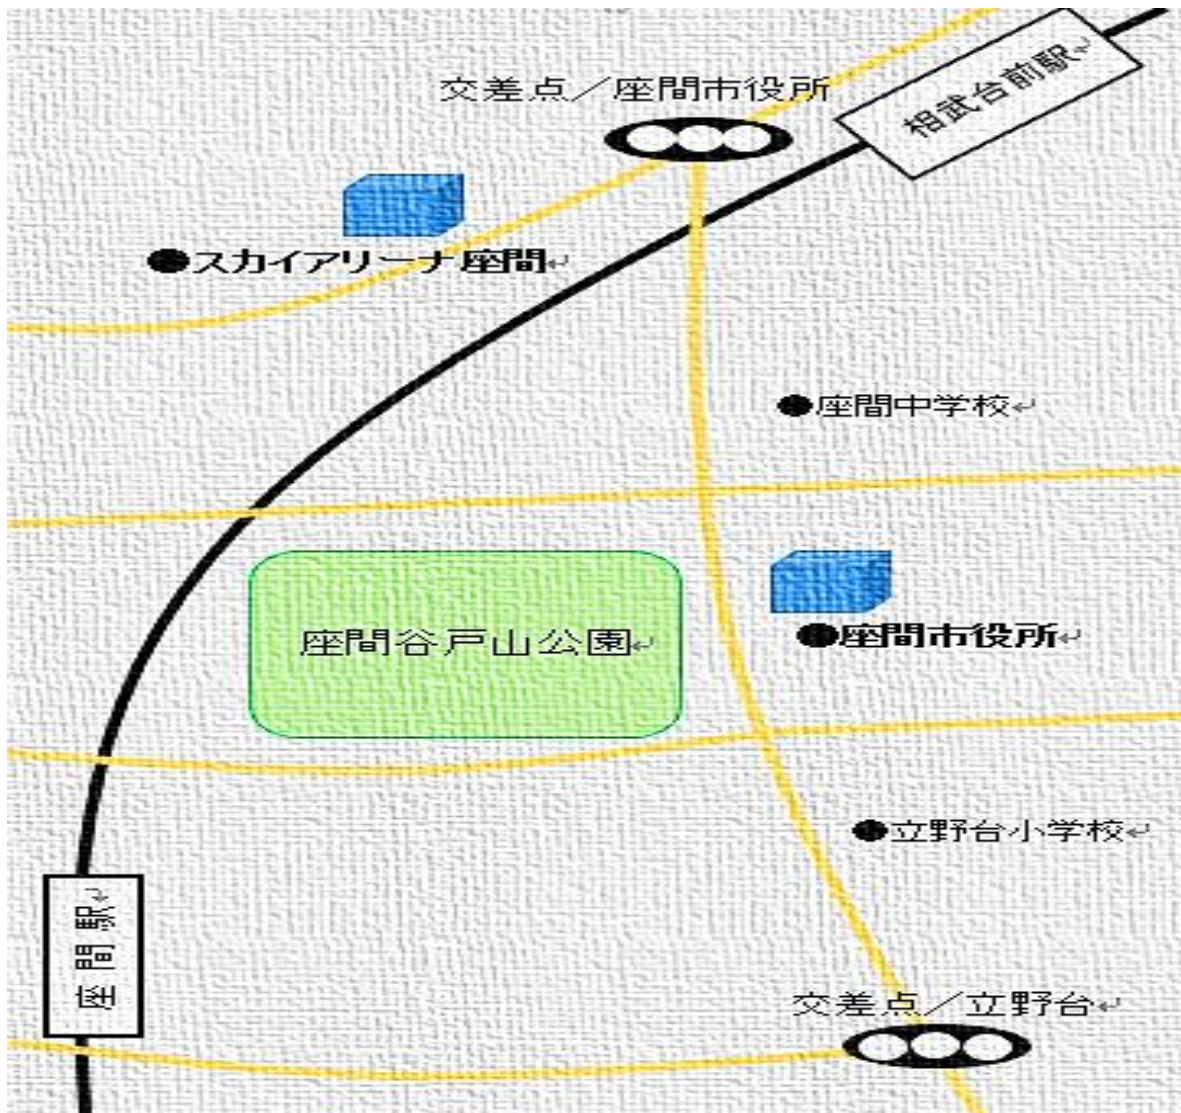 交差点／座間市役所
相武台前駅
●スカイアリーナ座間
●座間中学校
座間谷戸山公園
●座間市役所
●立野台小学校
座間駅
交差点／立野台